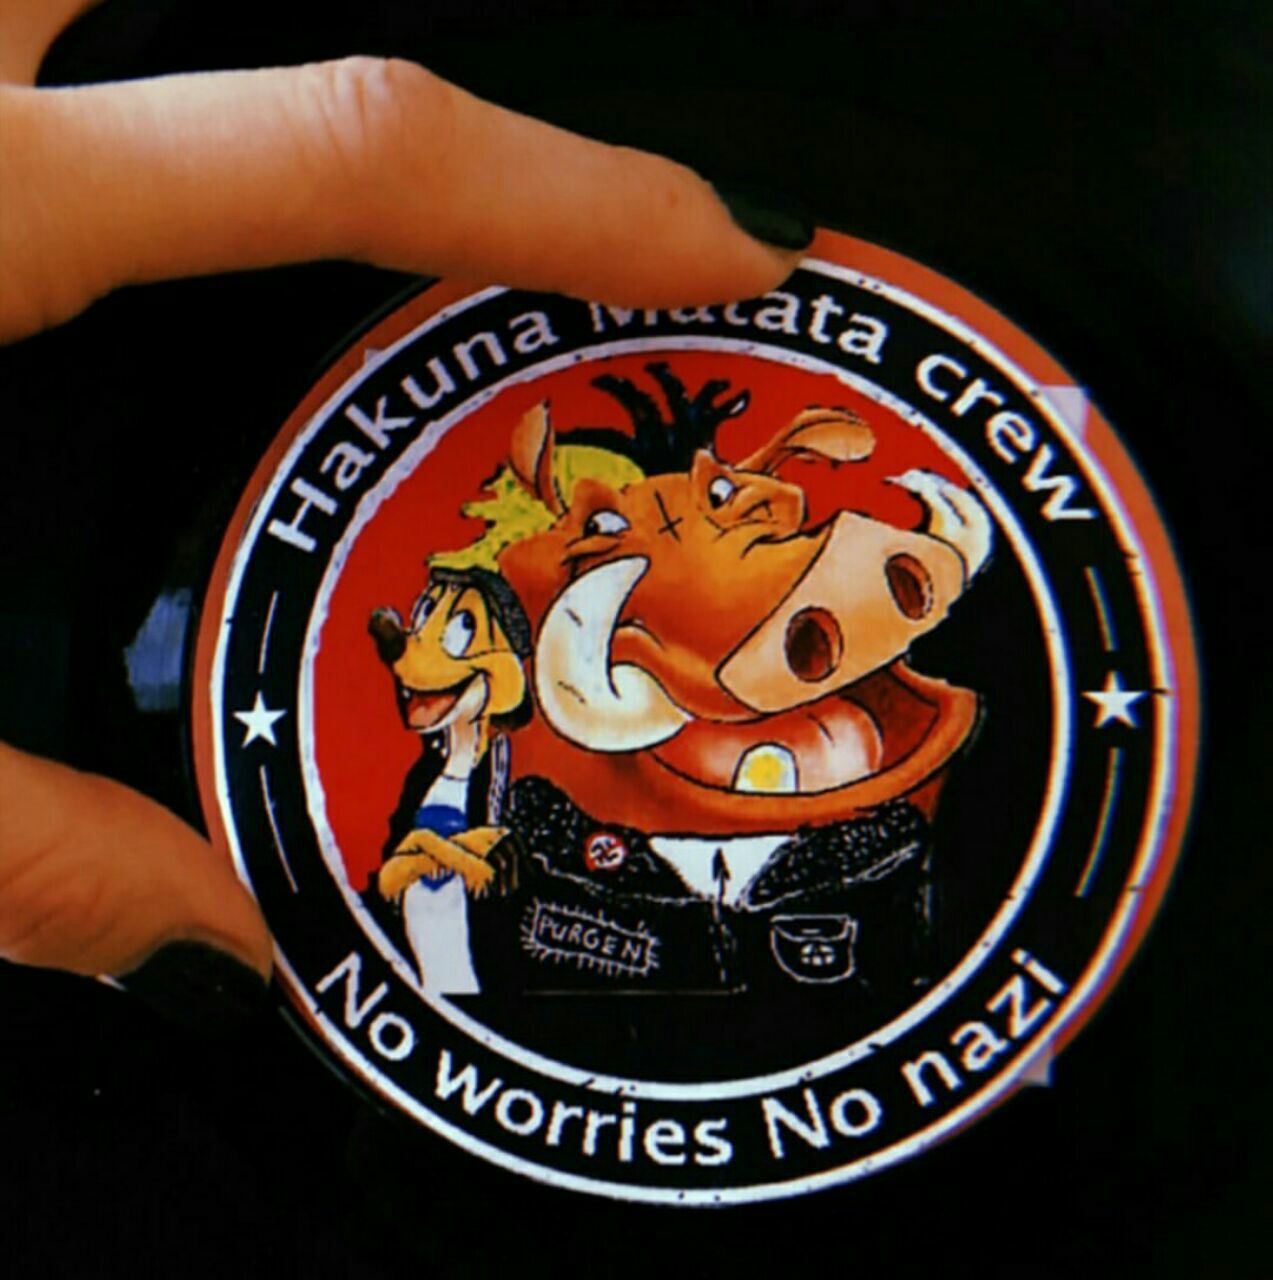 Hakuna Matata crew
PURGEN
No worries No nazi